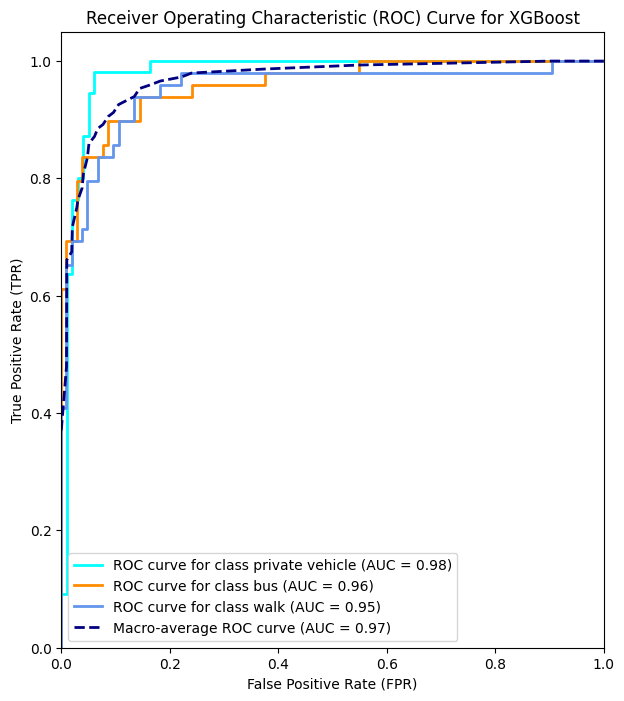 Receiver Operating Characteristic (ROC) Curve for XGBoost
1.0
0.8
0.6
0.4
0.2
0.0
True Positive Rate (TPR)
ROC curve for class private vehicle (AUC = 0.98)
ROC curve for class bus (AUC = 0.96)
ROC curve for class walk (AUC = 0.95)
Macro-average ROC curve (AUC = 0.97)
0.0 0.2 0.4 0.6 0.8 1.0
False Positive Rate (FPR)